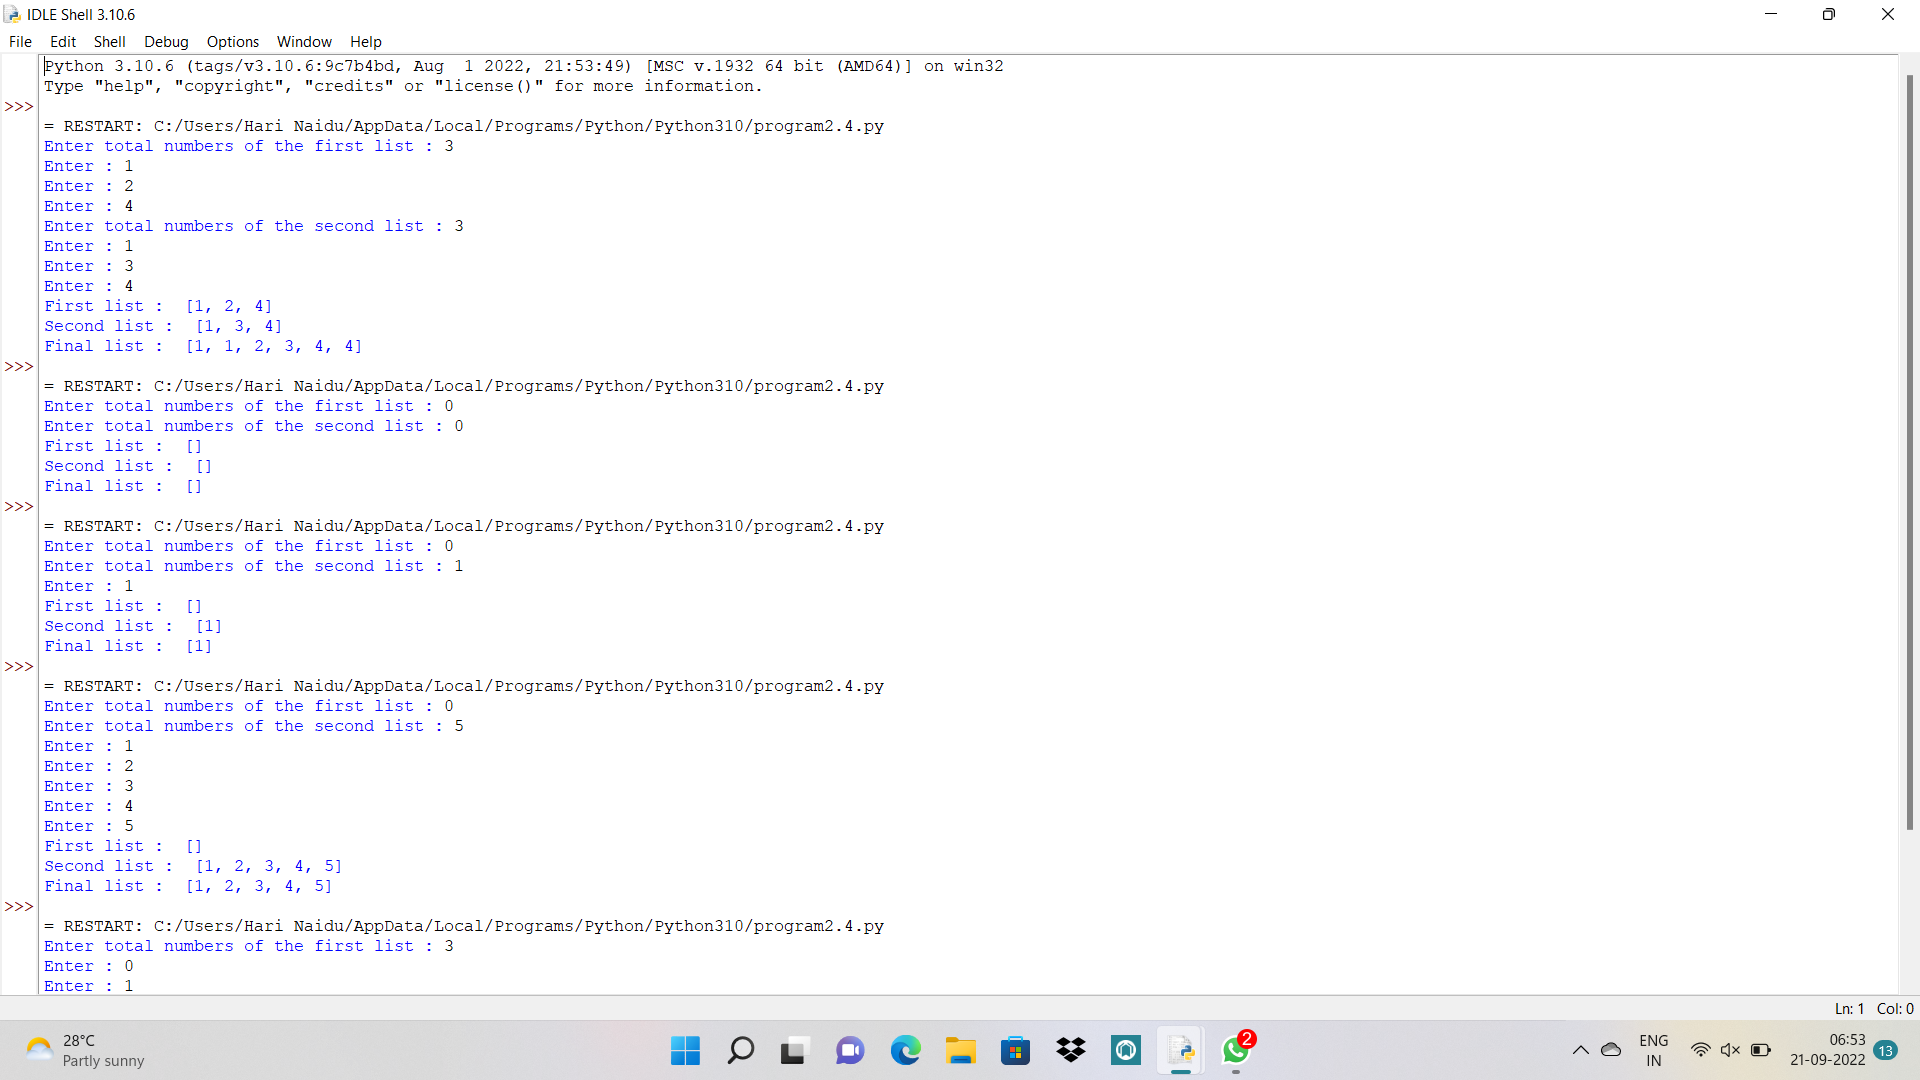 IDLE Shell 3.10.6
File Edit Shell Debug Options Window Help
Python 3.10.6 (tags/v3.10.6:9c7b4bd, Aug  1 2022, 21:53:49) [MSC v.1932 64 bit (AMD64)] on win32
Type "help", "copyright", "credits" or "license()" for more information.
>>>
= RESTART: C:/Users/Hari Naidu/AppData/Local/Programs/Python/Python310/program2.4.py
Enter total numbers of the first list : 3
Enter : 1
Enter : 2
Enter : 4
Enter total numbers of the second list : 3
Enter : 1
Enter : 3
Enter : 4
First list :  [1, 2, 4]
Second list :  [1, 3, 4]
Final list :  [1, 1, 2, 3, 4, 4]
>>>
= RESTART: C:/Users/Hari Naidu/AppData/Local/Programs/Python/Python310/program2.4.py
Enter total numbers of the first list : 0
Enter total numbers of the second list : 0
First list :  []
Second list :  []
Final list :  []
>>>
= RESTART: C:/Users/Hari Naidu/AppData/Local/Programs/Python/Python310/program2.4.py
Enter total numbers of the first list : 0
Enter total numbers of the second list : 1
Enter : 1
First list :  []
Second list :  [1]
Final list :  [1]
>>>
= RESTART: C:/Users/Hari Naidu/AppData/Local/Programs/Python/Python310/program2.4.py
Enter total numbers of the first list : 0
Enter total numbers of the second list : 5
Enter : 1
Enter : 2
Enter : 3
Enter : 4
Enter : 5
First list :  []
Second list :  [1, 2, 3, 4, 5]
Final list :  [1, 2, 3, 4, 5]
>>>
= RESTART: C:/Users/Hari Naidu/AppData/Local/Programs/Python/Python310/program2.4.py
Enter total numbers of the first list : 3
Enter : 0
Enter : 1
Ln: 1 Col: 0
28°C
Partly sunny
2
ENG
IN
06:53
21-09-2022
13